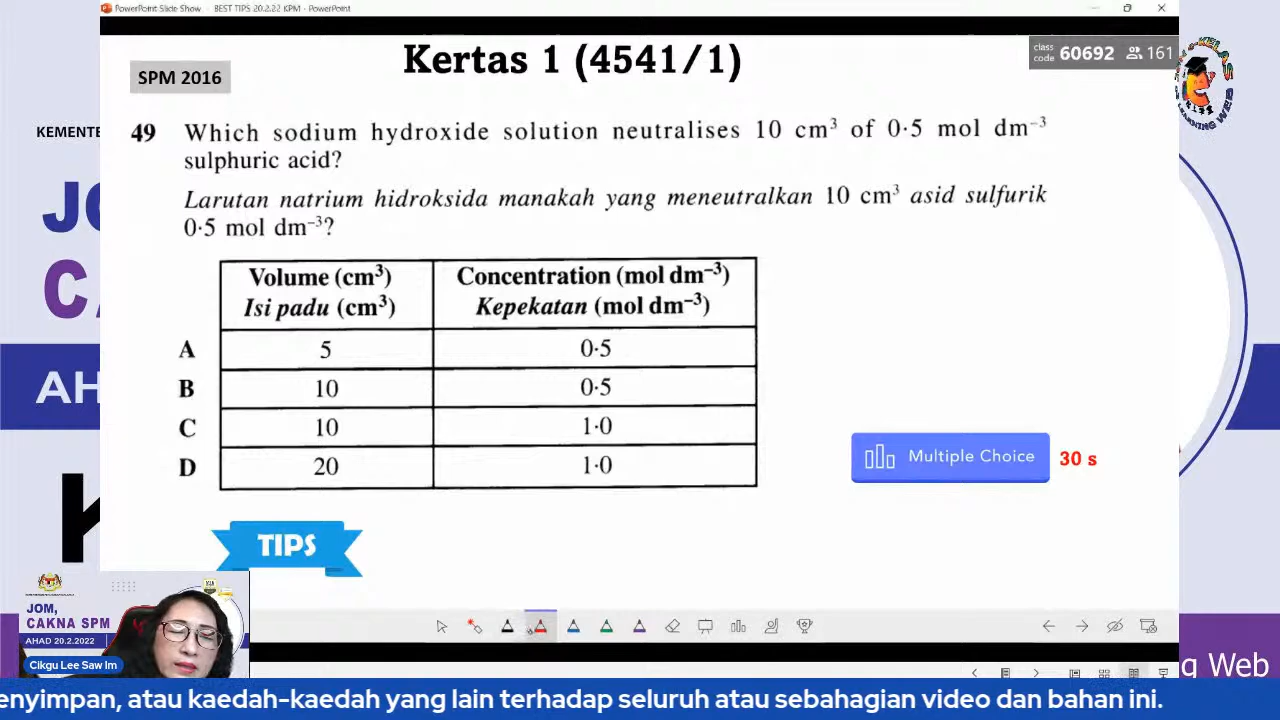 PowerPoint Slide Show - BEST TIPS 20.2.22 KPM - PowerPoint
Kertas 1 (4541/1)
class code 60692 161
SPM 2016
KEMENTE
49 Which sodium hydroxide solution neutralises 10 cm³ of 0·5 mol dm⁻³
sulphuric acid?
Larutan natrium hidroksida manakah yang meneutralkan 10 cm³ asid sulfurik
0·5 mol dm⁻³?
Volume (cm³) Concentration (mol dm⁻³)
Isi padu (cm³) Kepekatan (mol dm⁻³)
A 5 0·5
B 10 0·5
C 10 1·0
D 20 1·0
Multiple Choice 30 s
TIPS
JO
CA
AH
K
JOM,
CAKNA SPM
AHAD 20.2.2022
Cikgu Lee Saw Im
g Web
enyimpan, atau kaedah-kaedah yang lain terhadap seluruh atau sebahagian video dan bahan ini.